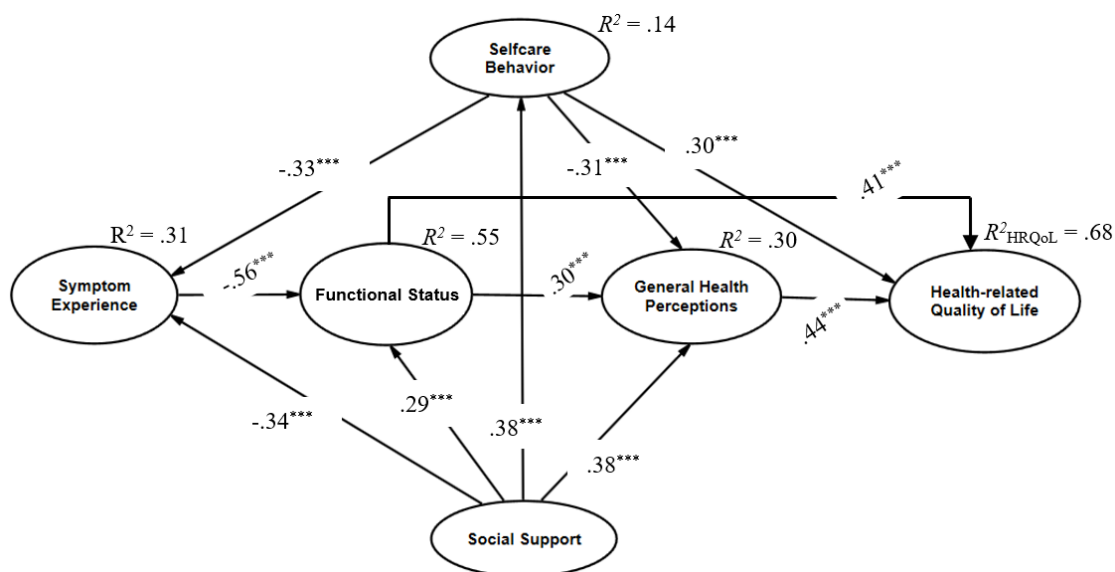 R² = .14
Selfcare
Behavior
-.33***
-.31***
.30***
.41***
R² = .31
R² = .55
R² = .30
R²HRQoL = .68
Symptom
Experience
-.56***
Functional Status
.30***
General Health
Perceptions
.44***
Health-related
Quality of Life
-.34***
.29***
.38***
.38***
Social Support